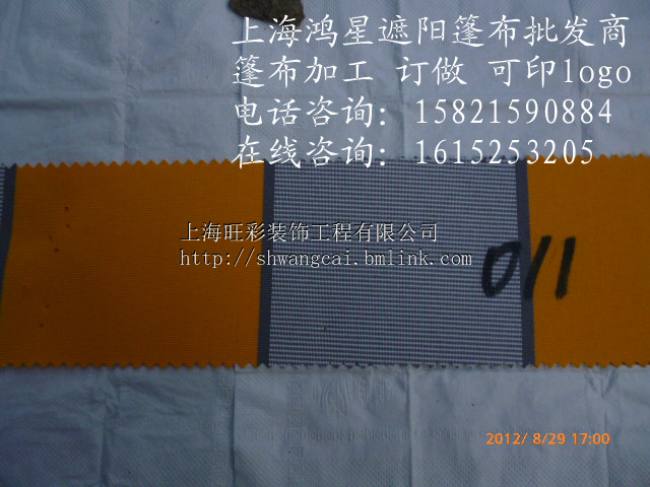 上海鸿星遮阳篷布批发商
篷布加工 订做 可印logo
电话咨询：15821590884
在线咨询：1615253205
上海旺彩装饰工程有限公司
http://shwangcai.bmlink.com
011
2012/ 8/29 17:00